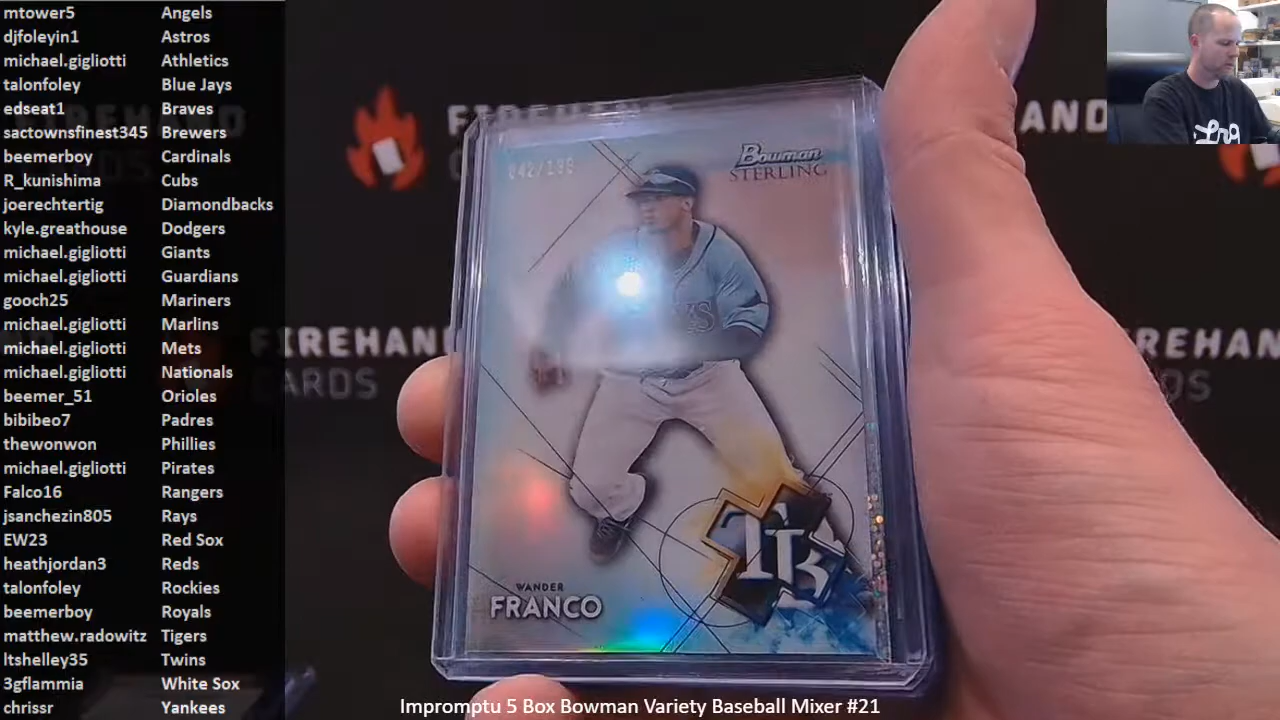 mtower5 Angels
djfoleyin1 Astros
michael.gigliotti Athletics
talonfoley Blue Jays
edseat1 Braves
sactownsfinest345 Brewers
beemerboy Cardinals
R_kunishima Cubs
joerechtertig Diamondbacks
kyle.greathouse Dodgers
michael.gigliotti Giants
michael.gigliotti Guardians
gooch25 Mariners
michael.gigliotti Marlins
michael.gigliotti Mets
michael.gigliotti Nationals
beemer_51 Orioles
bibibeo7 Padres
thewonwon Phillies
michael.gigliotti Pirates
Falco16 Rangers
jsanchezin805 Rays
EW23 Red Sox
heathjordan3 Reds
talonfoley Rockies
beemerboy Royals
matthew.radowitz Tigers
ltshelley35 Twins
3gflammia White Sox
chrissr Yankees
Bowman
STERLING
TB
WANDER
FRANCO
FIREHAND
CARDS
Impromptu 5 Box Bowman Variety Baseball Mixer #21